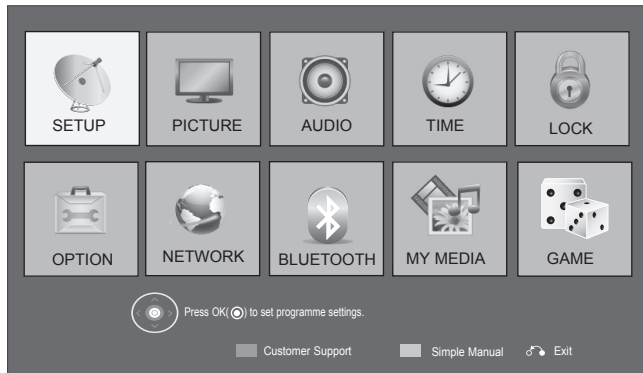 SETUP
PICTURE
AUDIO
TIME
LOCK
OPTION
NETWORK
BLUETOOTH
MY MEDIA
GAME
Press OK( ) to set programme settings.
Customer Support
Simple Manual
Exit